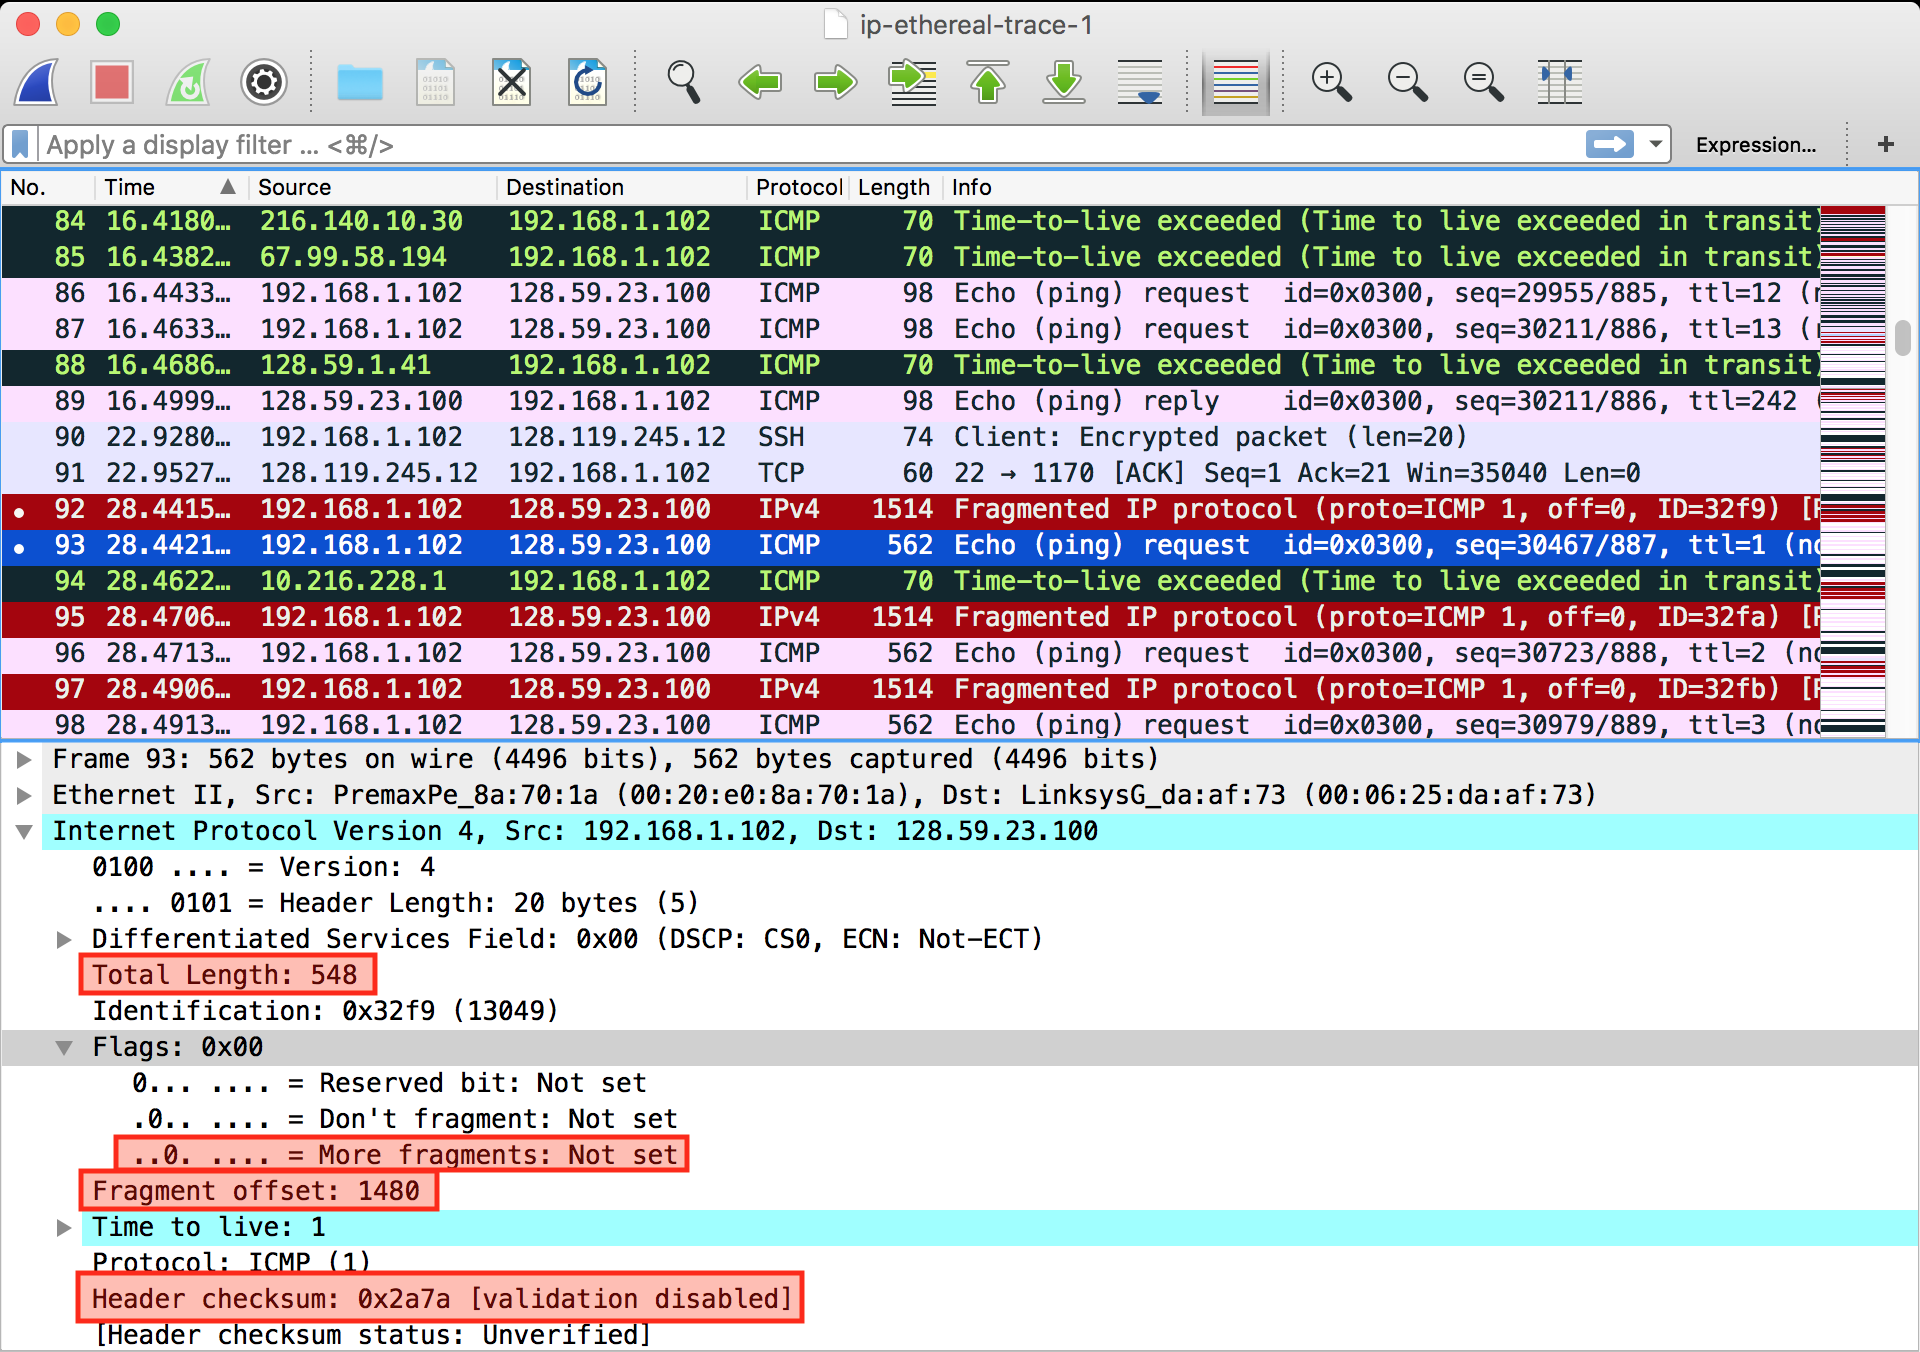 ip-ethereal-trace-1
Apply a display filter ... <⌘/>
Expression...
+
No. Time Source Destination Protocol Length Info
84 16.4180… 216.140.10.30 192.168.1.102 ICMP 70 Time-to-live exceeded (Time to live exceeded in transit)
85 16.4382… 67.99.58.194 192.168.1.102 ICMP 70 Time-to-live exceeded (Time to live exceeded in transit)
86 16.4433… 192.168.1.102 128.59.23.100 ICMP 98 Echo (ping) request id=0x0300, seq=29955/885, ttl=12 (
87 16.4633… 192.168.1.102 128.59.23.100 ICMP 98 Echo (ping) request id=0x0300, seq=30211/886, ttl=13 (
88 16.4686… 128.59.1.41 192.168.1.102 ICMP 70 Time-to-live exceeded (Time to live exceeded in transit)
89 16.4999… 128.59.23.100 192.168.1.102 ICMP 98 Echo (ping) reply id=0x0300, seq=30211/886, ttl=242 (
90 22.9280… 192.168.1.102 128.119.245.12 SSH 74 Client: Encrypted packet (len=20)
91 22.9527… 128.119.245.12 192.168.1.102 TCP 60 22 → 1170 [ACK] Seq=1 Ack=21 Win=35040 Len=0
92 28.4415… 192.168.1.102 128.59.23.100 IPv4 1514 Fragmented IP protocol (proto=ICMP 1, off=0, ID=32f9) [
93 28.4421… 192.168.1.102 128.59.23.100 ICMP 562 Echo (ping) request id=0x0300, seq=30467/887, ttl=1 (no
94 28.4622… 10.216.228.1 192.168.1.102 ICMP 70 Time-to-live exceeded (Time to live exceeded in transit)
95 28.4706… 192.168.1.102 128.59.23.100 IPv4 1514 Fragmented IP protocol (proto=ICMP 1, off=0, ID=32fa) [
96 28.4713… 192.168.1.102 128.59.23.100 ICMP 562 Echo (ping) request id=0x0300, seq=30723/888, ttl=2 (no
97 28.4906… 192.168.1.102 128.59.23.100 IPv4 1514 Fragmented IP protocol (proto=ICMP 1, off=0, ID=32fb) [
98 28.4913… 192.168.1.102 128.59.23.100 ICMP 562 Echo (ping) request id=0x0300, seq=30979/889, ttl=3 (no
Frame 93: 562 bytes on wire (4496 bits), 562 bytes captured (4496 bits)
Ethernet II, Src: PremaxPe_8a:70:1a (00:20:e0:8a:70:1a), Dst: LinksysG_da:af:73 (00:06:25:da:af:73)
Internet Protocol Version 4, Src: 192.168.1.102, Dst: 128.59.23.100
0100 .... = Version: 4
.... 0101 = Header Length: 20 bytes (5)
Differentiated Services Field: 0x00 (DSCP: CS0, ECN: Not-ECT)
Total Length: 548
Identification: 0x32f9 (13049)
Flags: 0x00
0... .... = Reserved bit: Not set
.0.. .... = Don't fragment: Not set
..0. .... = More fragments: Not set
Fragment offset: 1480
Time to live: 1
Protocol: ICMP (1)
Header checksum: 0x2a7a [validation disabled]
[Header checksum status: Unverified]